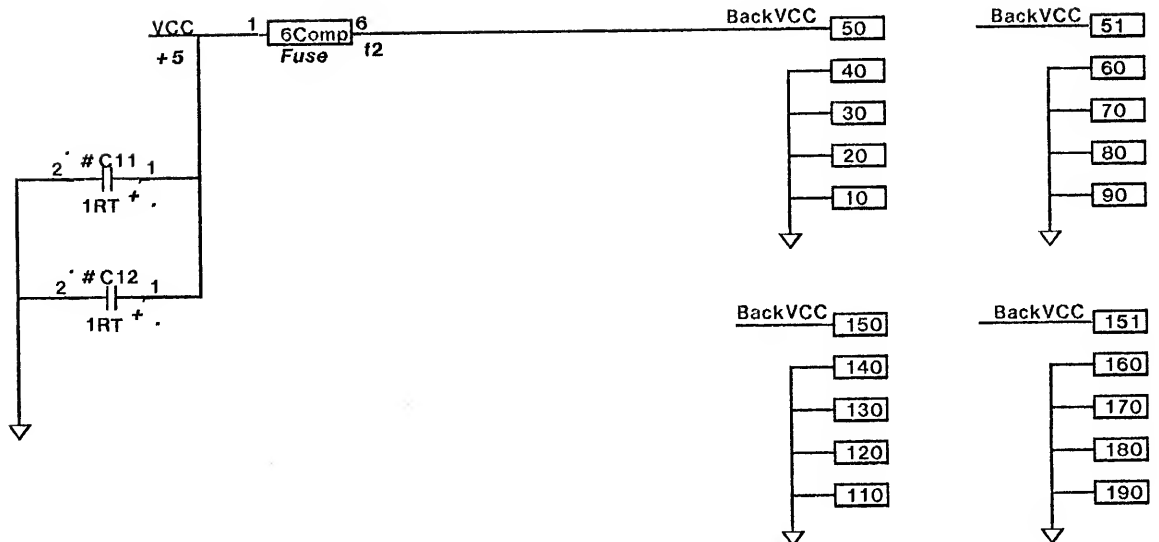 VCC 1 6Comp 6 BackVCC 50 BackVCC 51
+5 Fuse f2
40 60
30 70
20 80
10 90
2 #C11 1
1RT +
2 #C12 1
1RT +
BackVCC 150 BackVCC 151
140 160
130 170
120 180
110 190